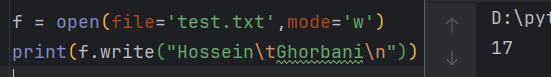 f = open(file='test.txt',mode='w')
print(f.write("Hossein\tGhorbani\n"))
D:\py
17